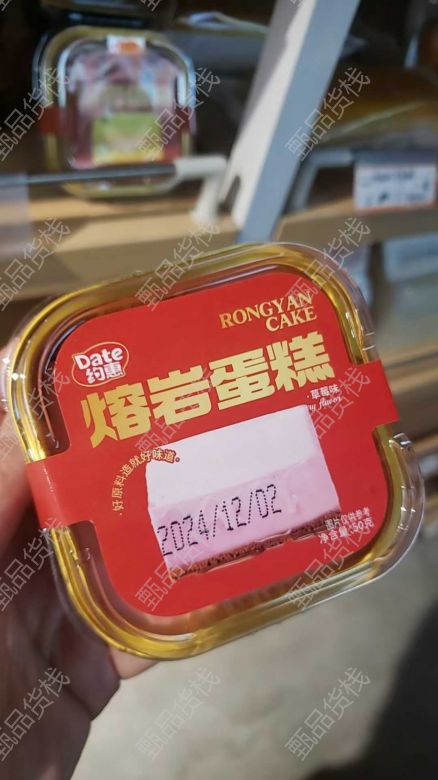 RONGYAN
CAKE
Date
约惠
熔岩蛋糕
·草莓味
ry flavor
·好原料造就好味道·
2024/12/02
图片仅供参考
净含量:50克
甄品货栈